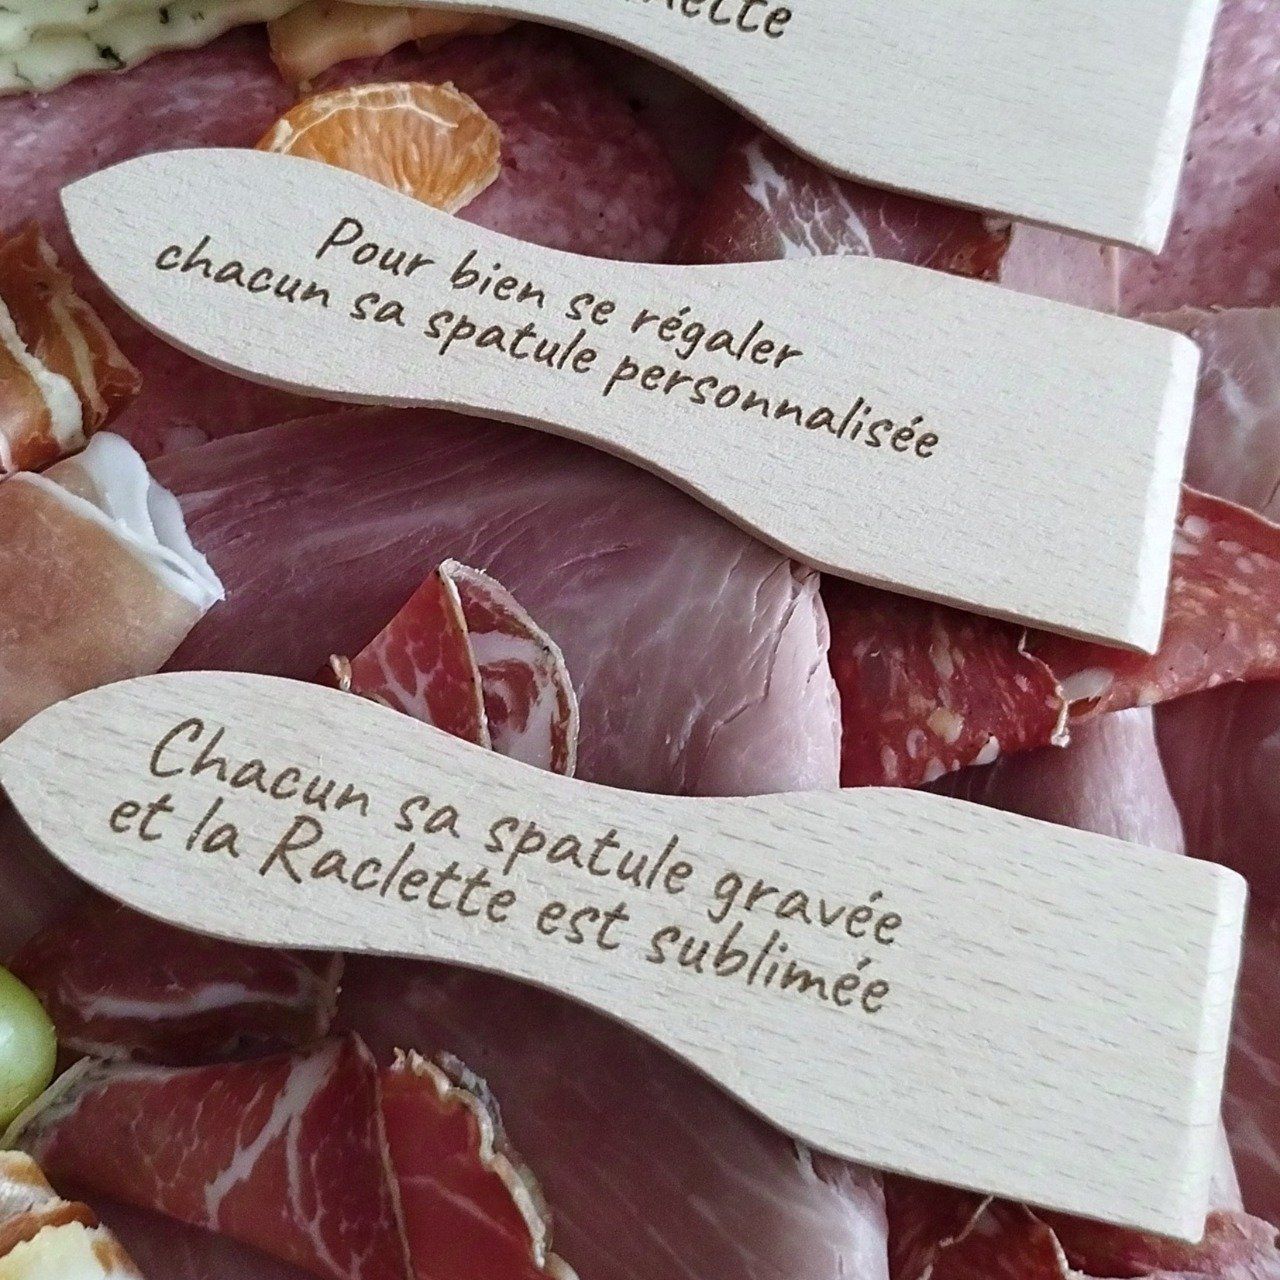 Pour bien se régaler
chacun sa spatule personnalisée
Chacun sa spatule gravée
et la Raclette est sublimée